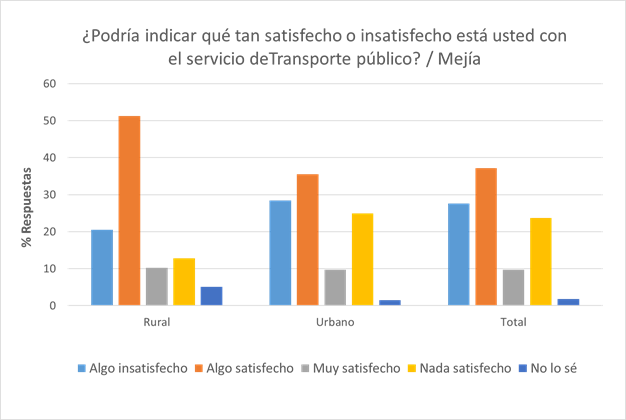 ¿Podría indicar qué tan satisfecho o insatisfecho está usted con
el servicio deTransporte público? / Mejía
60
50
40
30
20
10
0
% Respuestas
Rural
Urbano
Total
Algo insatisfecho
Algo satisfecho
Muy satisfecho
Nada satisfecho
No lo sé